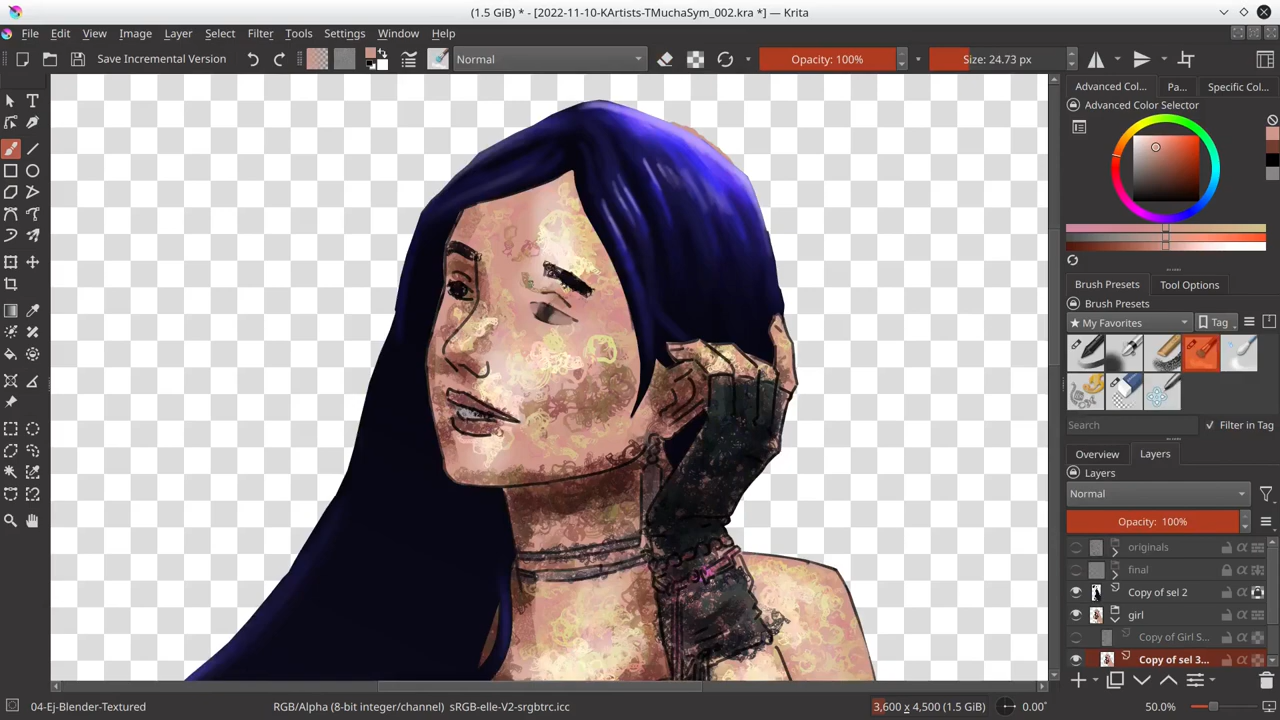 (1.5 GiB) * - [2022-11-10-KArtists-TMuchaSym_002.kra *] — Krita
File Edit View Image Layer Select Filter Tools Settings Window Help
Save Incremental Version Normal Opacity: 100% Size: 24.73 px
Advanced Col... Pa... Specific Col...
Advanced Color Selector
Brush Presets Tool Options
Brush Presets
★ My Favorites Tag
Search ✓ Filter in Tag
Overview Layers
Layers
Normal
Opacity: 100%
originals
final
Copy of sel 2
girl
Copy of Girl S...
Copy of sel 3...
04-Ej-Blender-Textured RGB/Alpha (8-bit integer/channel) sRGB-elle-V2-srgbtrc.icc 3,600 x 4,500 (1.5 GiB) 0.00° 50.0%